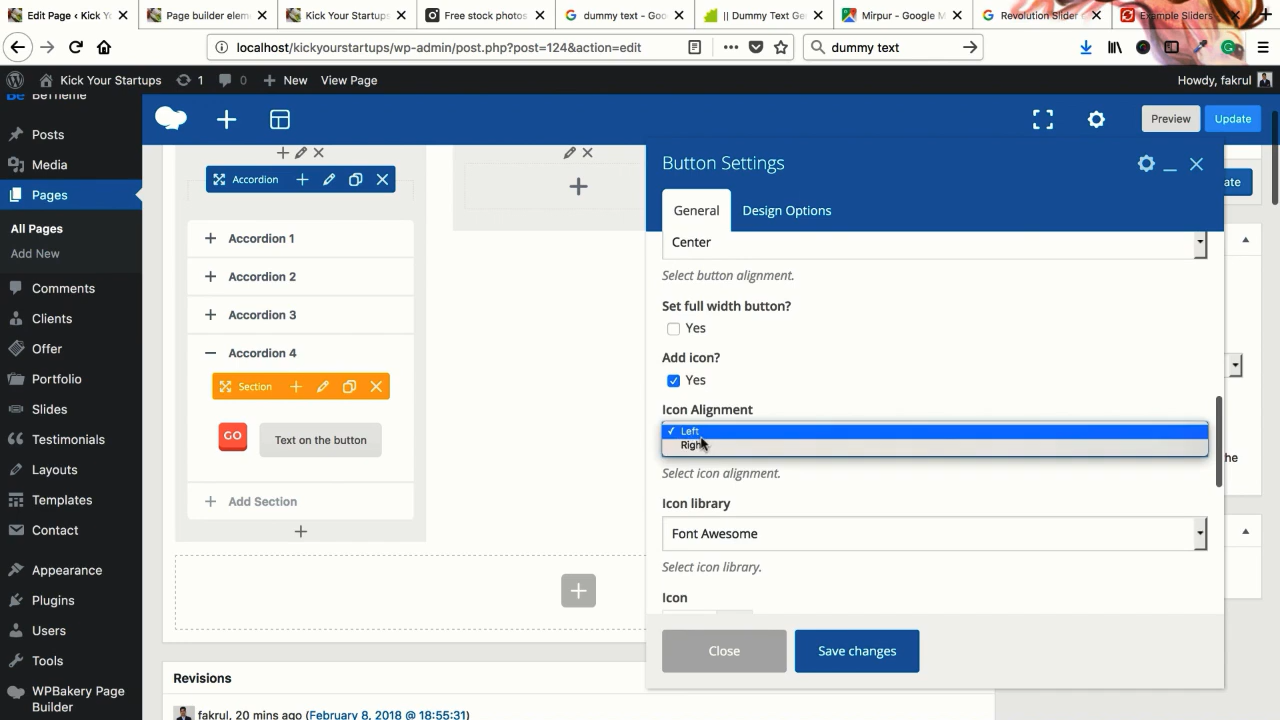 Edit Page ‹ Kick Yo
Page builder elem
Kick Your Startups
Free stock photos
dummy text - Goo
|| Dummy Text Ge
Mirpur - Google M
Revolution Slider
Example Sliders
localhost/kickyourstartups/wp-admin/post.php?post=124&action=edit
dummy text
Kick Your Startups
1
0
New
View Page
Howdy, fakrul
BeTheme
Posts
Media
Pages
All Pages
Add New
Comments
Clients
Offer
Portfolio
Slides
Testimonials
Layouts
Templates
Contact
Appearance
Plugins
Users
Tools
WPBakery Page
Builder
Preview
Update
Accordion
Accordion 1
Accordion 2
Accordion 3
Accordion 4
Section
GO
Text on the button
Add Section
Revisions
fakrul, 20 mins ago (February 8, 2018 @ 18:55:31)
Button Settings
General
Design Options
Center
Select button alignment.
Set full width button?
Yes
Add icon?
Yes
Icon Alignment
Left
Right
Select icon alignment.
Icon library
Font Awesome
Select icon library.
Icon
Close
Save changes
ate
he